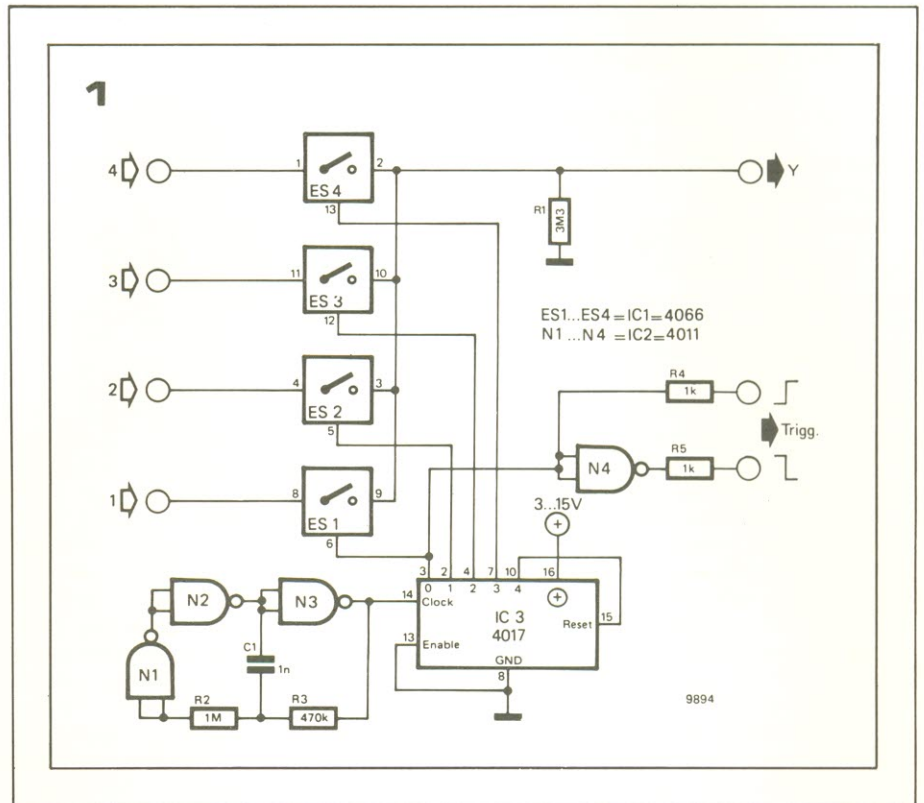 1
4
1
2
ES 4
13
R1
3M3
Y
3
11
10
ES 3
12
ES1...ES4=IC1=4066
N1...N4=IC2=4011
2
4
3
ES 2
5
R4
1k
Trigg.
N4
R5
1k
1
8
9
ES 1
6
3...15V
+
3 2 4 7 10 16
0 1 2 3 4 +
N2
N3
14
Clock
IC 3
4017
Reset
15
13
Enable
GND
8
C1
1n
N1
R2
1M
R3
470k
9894